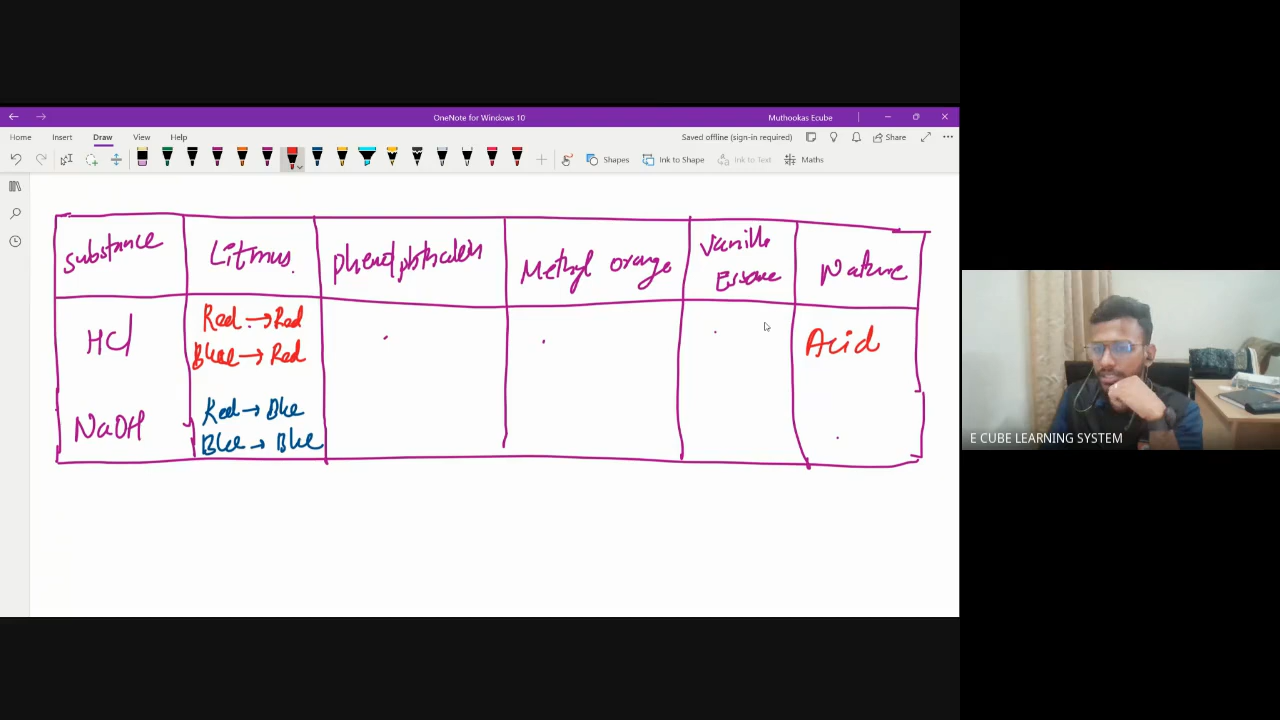 OneNote for Windows 10
Muthookas Ecube
Home Insert Draw View Help
Saved offline (sign-in required)
Share
Shapes
Ink to Shape
Ink to Text
Maths
Substance Litmus. Phenolphthalein Methyl orange Vanilla Essence Nature
HCl Red → Red Acid
Blue → Red
NaOH Red → Blue
Blue → Blue
E CUBE LEARNING SYSTEM